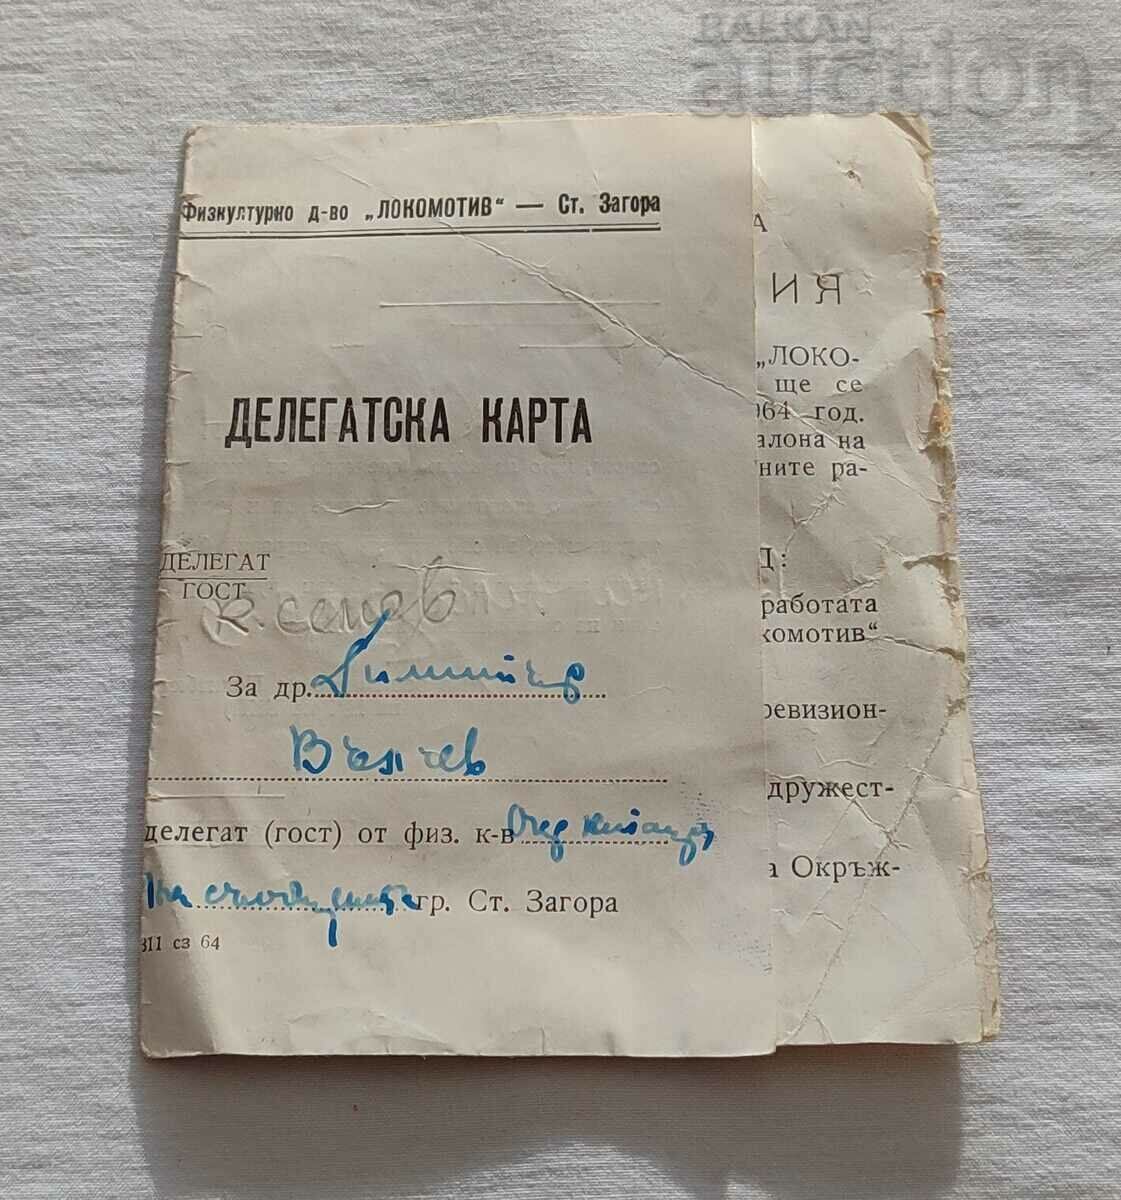 BALKAN
auction
Физкултурно д-во „ЛОКОМОТИВ“ — Ст. Загора
ДЕЛЕГАТСКА КАРТА
ДЕЛЕГАТ
ГОСТ
За др. Димитър
Вълчев
делегат (гост) от физ. к-в
гр. Ст. Загора
311 сз 64
А
ИЯ
„ЛОКО-
ще се
964 год.
алона на
ните ра-
Д:
работата
комотив“
ревизион-
дружест-
а Окръж-